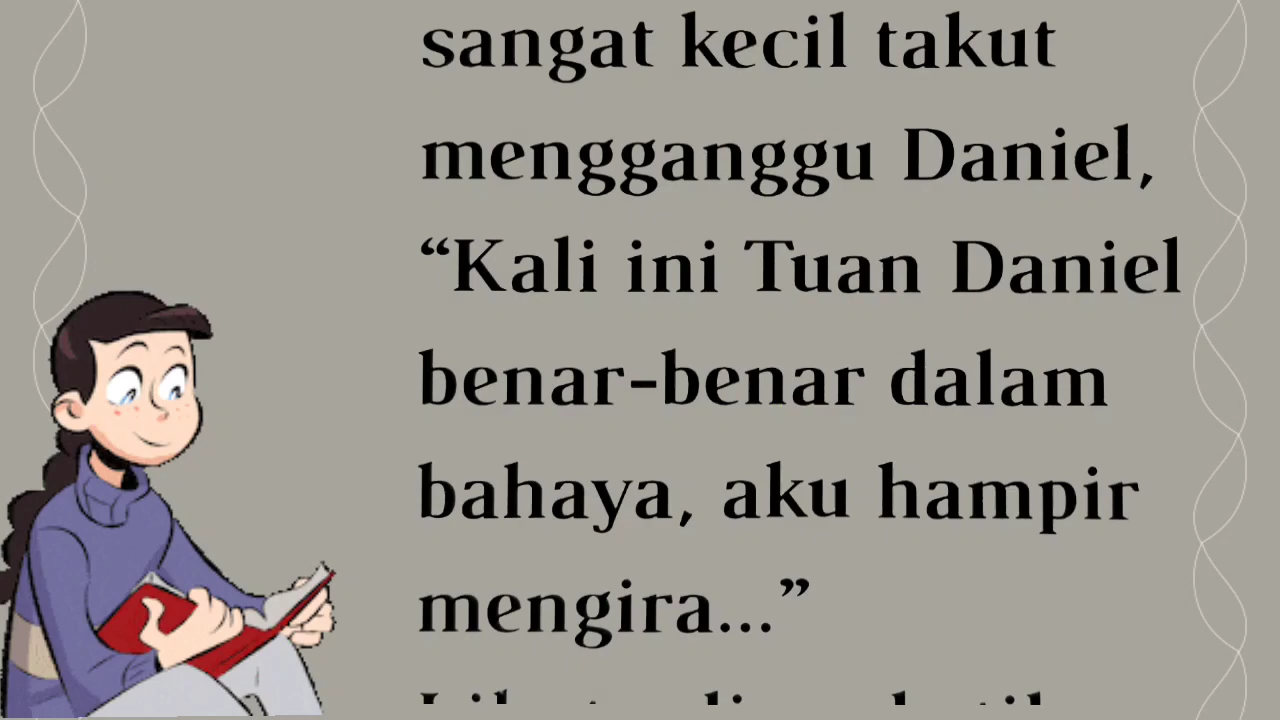 sangat kecil takut
mengganggu Daniel,
“Kali ini Tuan Daniel
benar-benar dalam
bahaya, aku hampir
mengira...”